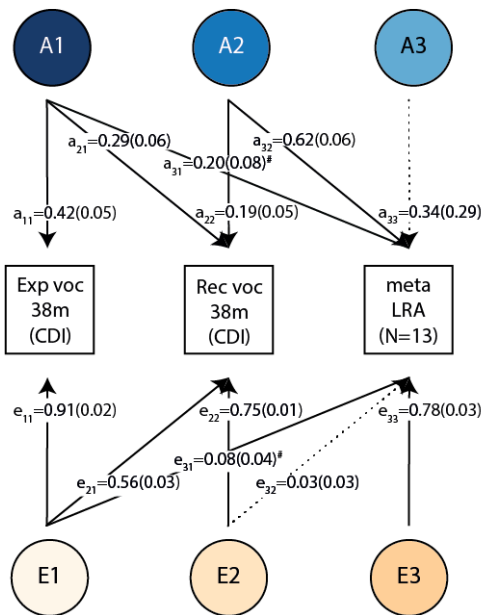 A1 A2 A3
a21=0.29(0.06) a32=0.62(0.06)
a31=0.20(0.08)#
a11=0.42(0.05) a22=0.19(0.05) a33=0.34(0.29)
Exp voc Rec voc meta
38m 38m LRA
(CDI) (CDI) (N=13)
e11=0.91(0.02) e22=0.75(0.01) e33=0.78(0.03)
e31=0.08(0.04)#
e21=0.56(0.03) e32=0.03(0.03)
E1 E2 E3